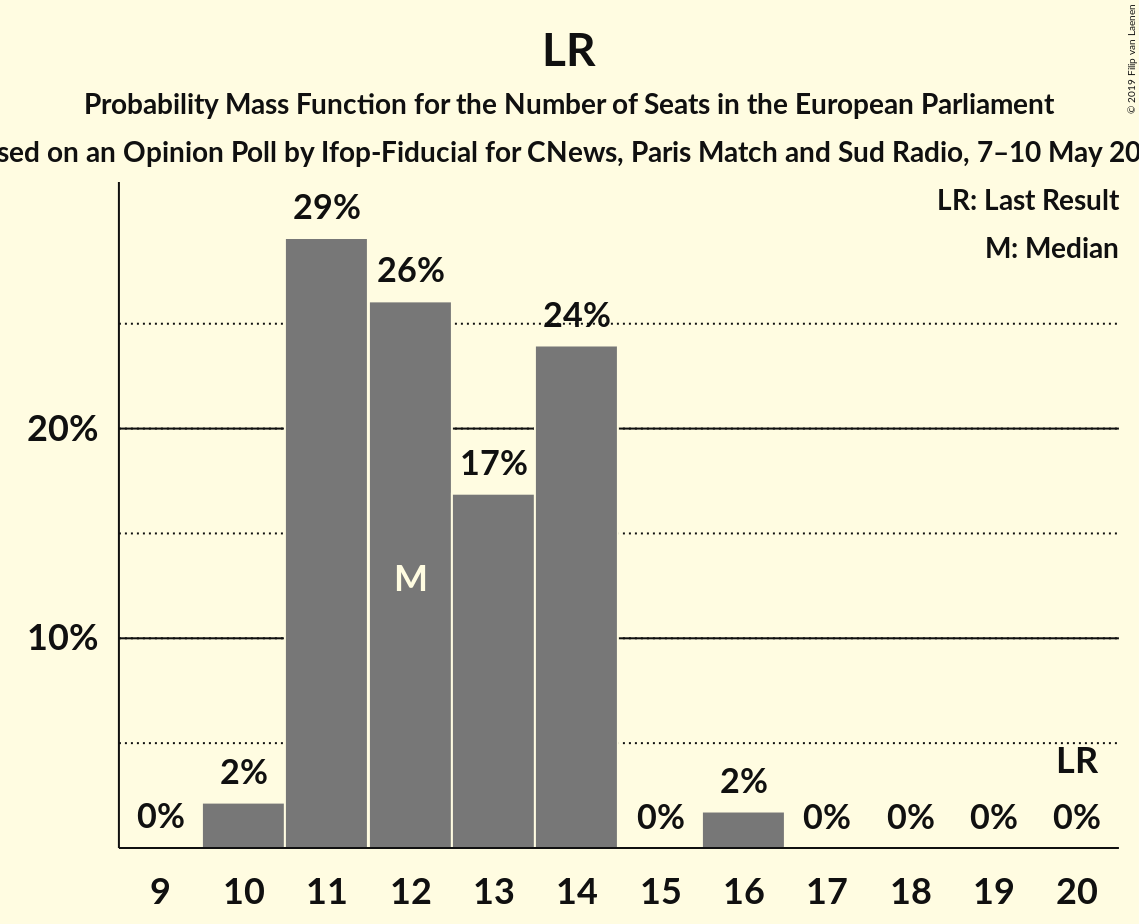 LR
Probability Mass Function for the Number of Seats in the European Parliament
sed on an Opinion Poll by Ifop-Fiducial for CNews, Paris Match and Sud Radio, 7–10 May 20
© 2019 Filip van Laenen
LR: Last Result
M: Median
29%
26%
24%
20%
17%
M
10%
LR
0% 2% 0% 2% 0% 0% 0% 0%
9 10 11 12 13 14 15 16 17 18 19 20